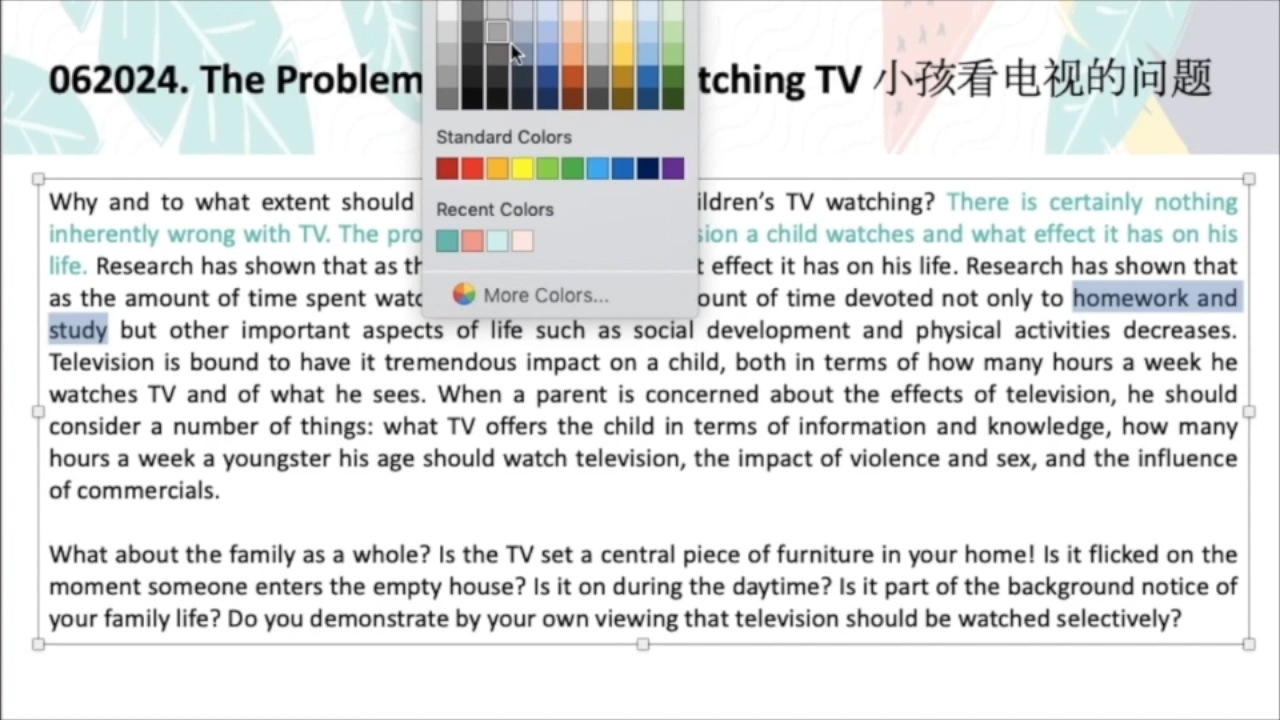 062024. The Problem tching TV 小孩看电视的问题
Standard Colors
Recent Colors
More Colors...
Why and to what extent should ildren's TV watching? There is certainly nothing
inherently wrong with TV. The pro sion a child watches and what effect it has on his
life. Research has shown that as th t effect it has on his life. Research has shown that
as the amount of time spent watc ount of time devoted not only to homework and
study but other important aspects of life such as social development and physical activities decreases.
Television is bound to have it tremendous impact on a child, both in terms of how many hours a week he
watches TV and of what he sees. When a parent is concerned about the effects of television, he should
consider a number of things: what TV offers the child in terms of information and knowledge, how many
hours a week a youngster his age should watch television, the impact of violence and sex, and the influence
of commercials.
What about the family as a whole? Is the TV set a central piece of furniture in your home! Is it flicked on the
moment someone enters the empty house? Is it on during the daytime? Is it part of the background notice of
your family life? Do you demonstrate by your own viewing that television should be watched selectively?